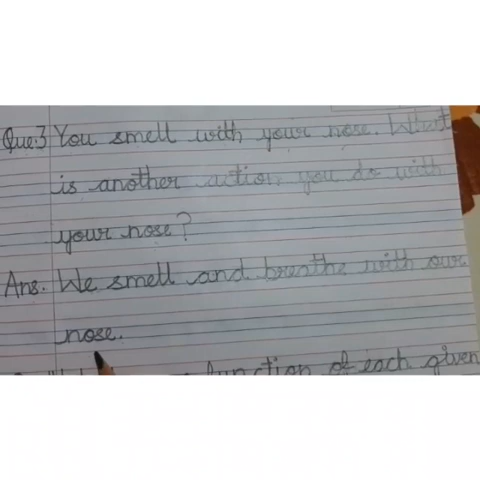 Que.3 You smell with your nose. What
is another action you do with
your nose?
Ans. We smell and breathe with our
nose.
function of each given